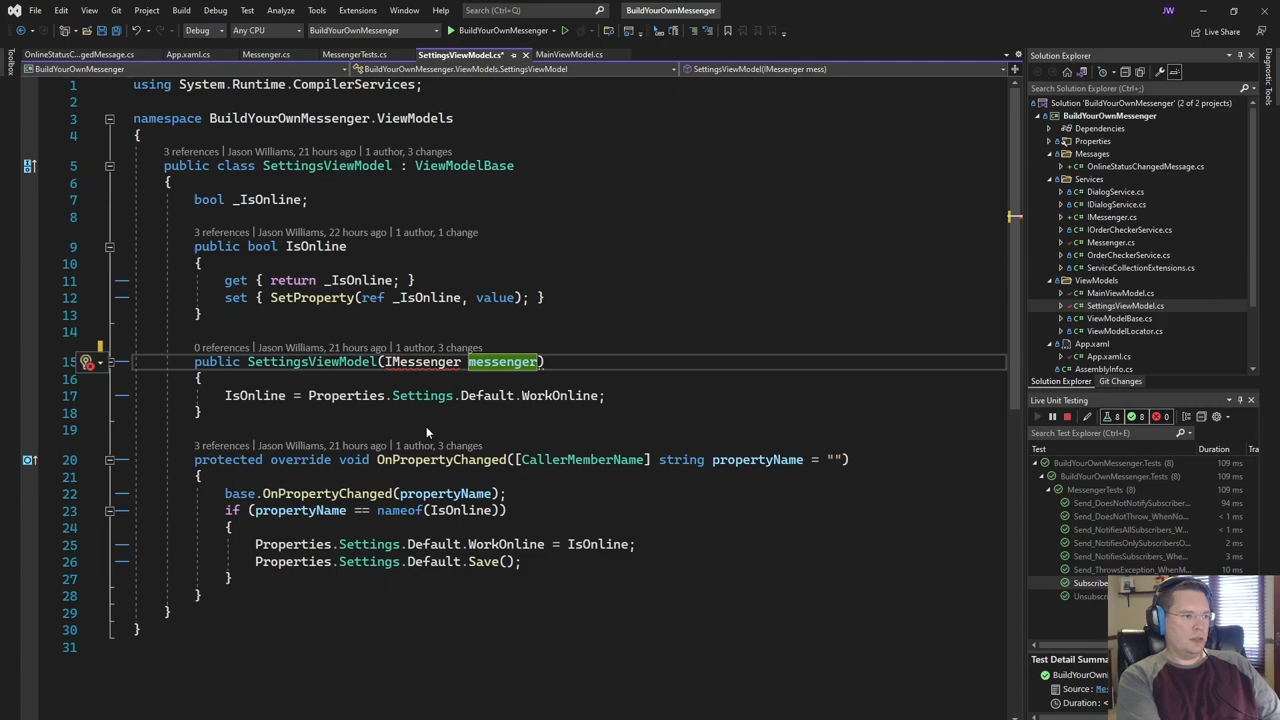 File Edit View Git Project Build Debug Test Analyze Tools Extensions Window Help Search (Ctrl+Q) BuildYourOwnMessenger JW
Debug Any CPU BuildYourOwnMessenger BuildYourOwnMessenger Live Share
OnlineStatusC...gedMessage.cs App.xaml.cs Messenger.cs MessengerTests.cs SettingsViewModel.cs* MainViewModel.cs
BuildYourOwnMessenger BuildYourOwnMessenger.ViewModels.SettingsViewModel SettingsViewModel(IMessenger mess)
Toolbox
1 using System.Runtime.CompilerServices;
2
3 namespace BuildYourOwnMessenger.ViewModels
4 {
3 references | Jason Williams, 21 hours ago | 1 author, 3 changes
5 public class SettingsViewModel : ViewModelBase
6 {
7 bool _IsOnline;
8
3 references | Jason Williams, 22 hours ago | 1 author, 1 change
9 public bool IsOnline
10 {
11 get { return _IsOnline; }
12 set { SetProperty(ref _IsOnline, value); }
13 }
14
0 references | Jason Williams, 21 hours ago | 1 author, 3 changes
15 public SettingsViewModel(IMessenger messenger)
16 {
17 IsOnline = Properties.Settings.Default.WorkOnline;
18 }
19
3 references | Jason Williams, 21 hours ago | 1 author, 3 changes
20 protected override void OnPropertyChanged([CallerMemberName] string propertyName = "")
21 {
22 base.OnPropertyChanged(propertyName);
23 if (propertyName == nameof(IsOnline))
24 {
25 Properties.Settings.Default.WorkOnline = IsOnline;
26 Properties.Settings.Default.Save();
27 }
28 }
29 }
30 }
31
Solution Explorer
Search Solution Explorer (Ctrl+;)
Solution 'BuildYourOwnMessenger' (2 of 2 projects)
BuildYourOwnMessenger
Dependencies
Properties
Messages
OnlineStatusChangedMessage.cs
Services
DialogService.cs
IDialogService.cs
IMessenger.cs
IOrderCheckerService.cs
Messenger.cs
OrderCheckerService.cs
ServiceCollectionExtensions.cs
ViewModels
MainViewModel.cs
SettingsViewModel.cs
ViewModelBase.cs
ViewModelLocator.cs
App.xaml
App.xaml.cs
AssemblyInfo.cs
Solution Explorer Git Changes
Live Unit Testing
8 8 0
Search (Ctrl+E)
Test Duration
BuildYourOwnMessenger.Tests (8) 109 ms
BuildYourOwnMessenger.Tests (8) 109 ms
MessengerTests (8) 109 ms
Send_DoesNotNotifySubscriber... 94 ms
Send_DoesNotThrow_WhenNo... < 1 ms
Send_NotifiesAllSubscribers_W... < 1 ms
Send_NotifiesOnlySubscribersO... 2 ms
Send_NotifiesSubscribers_Whe... 3 ms
Send_ThrowsException_WhenM...
Subscribe
Unsubscri
Test Detail Summa
BuildYourOwn
Source: Mes
Duration: <
Diagnostic Tools